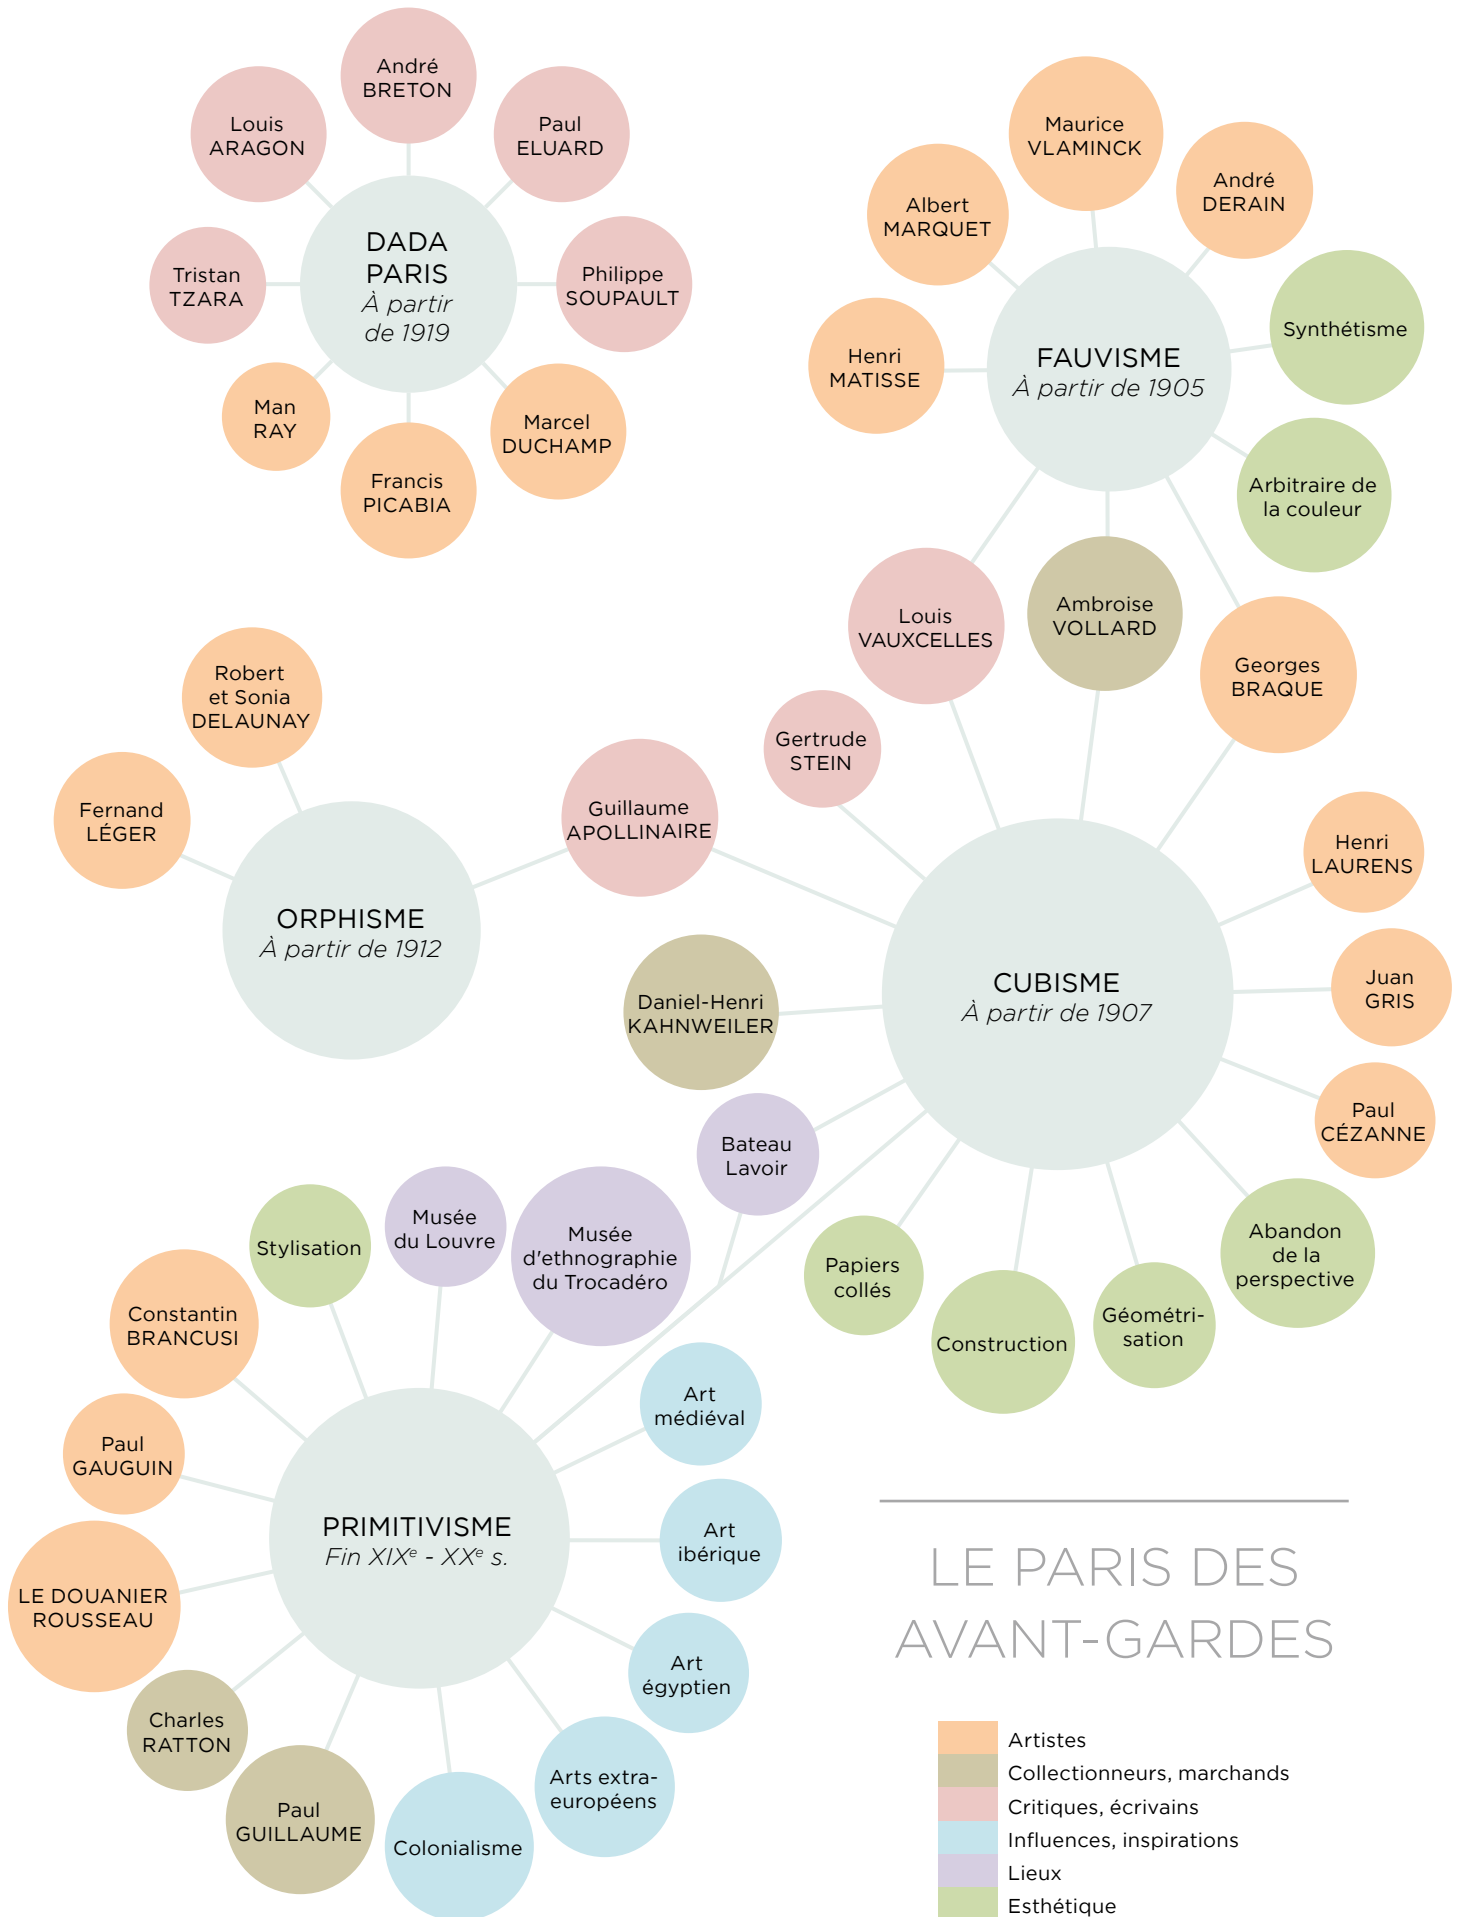 André
BRETON
Louis
ARAGON
Paul
ELUARD
DADA
PARIS
À partir
de 1919
Tristan
TZARA
Philippe
SOUPAULT
Man
RAY
Francis
PICABIA
Marcel
DUCHAMP
Maurice
VLAMINCK
Albert
MARQUET
André
DERAIN
Henri
MATISSE
FAUVISME
À partir de 1905
Synthétisme
Arbitraire de
la couleur
Louis
VAUXCELLES
Ambroise
VOLLARD
Georges
BRAQUE
Robert
et Sonia
DELAUNAY
Fernand
LÉGER
ORPHISME
À partir de 1912
Guillaume
APOLLINAIRE
Gertrude
STEIN
Daniel-Henri
KAHNWEILER
CUBISME
À partir de 1907
Henri
LAURENS
Juan
GRIS
Paul
CÉZANNE
Bateau
Lavoir
Papiers
collés
Construction
Géométri-
sation
Abandon
de la
perspective
Stylisation
Musée
du Louvre
Musée
d'ethnographie
du Trocadéro
Constantin
BRANCUSI
Paul
GAUGUIN
LE DOUANIER
ROUSSEAU
PRIMITIVISME
Fin XIXe - XXe s.
Art
médiéval
Art
ibérique
Art
égyptien
Arts extra-
européens
Colonialisme
Paul
GUILLAUME
Charles
RATTON
LE PARIS DES
AVANT-GARDES
Artistes
Collectionneurs, marchands
Critiques, écrivains
Influences, inspirations
Lieux
Esthétique